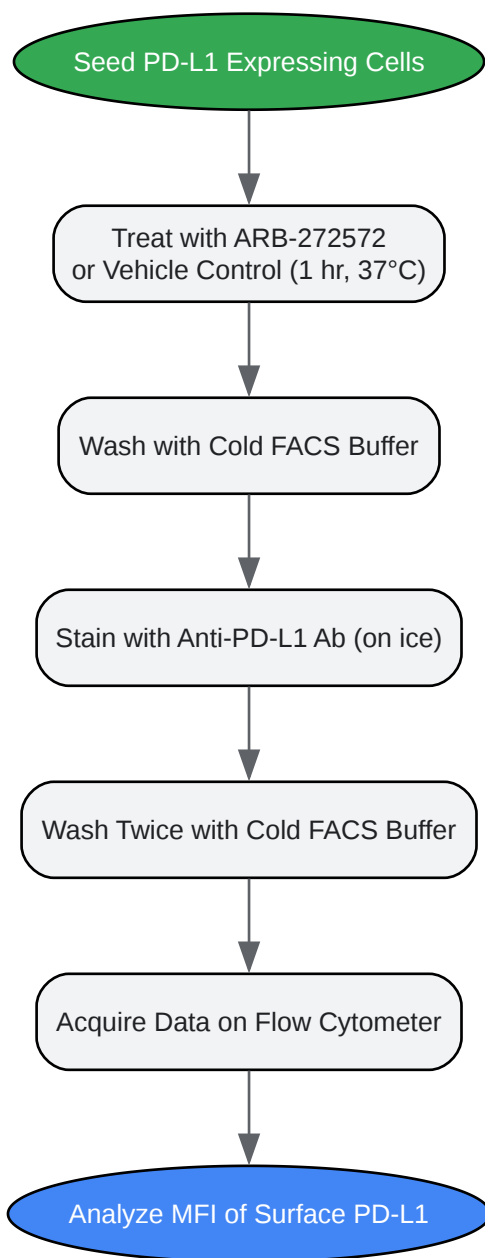 Seed PD-L1 Expressing Cells
Treat with ARB-272572
or Vehicle Control (1 hr, 37°C)
Wash with Cold FACS Buffer
Stain with Anti-PD-L1 Ab (on ice)
Wash Twice with Cold FACS Buffer
Acquire Data on Flow Cytometer
Analyze MFI of Surface PD-L1